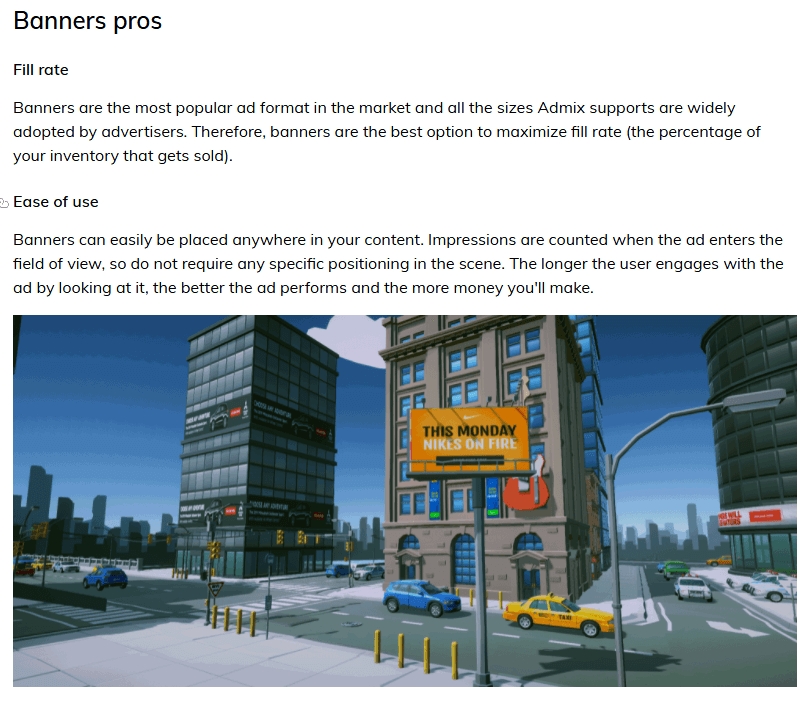 Banners pros
Fill rate
Banners are the most popular ad format in the market and all the sizes Admix supports are widely
adopted by advertisers. Therefore, banners are the best option to maximize fill rate (the percentage of
your inventory that gets sold).
Ease of use
Banners can easily be placed anywhere in your content. Impressions are counted when the ad enters the
field of view, so do not require any specific positioning in the scene. The longer the user engages with the
ad by looking at it, the better the ad performs and the more money you'll make.
CHOOSE ANY ADVENTURE
THIS MONDAY
NIKES ON FIRE
TAXI